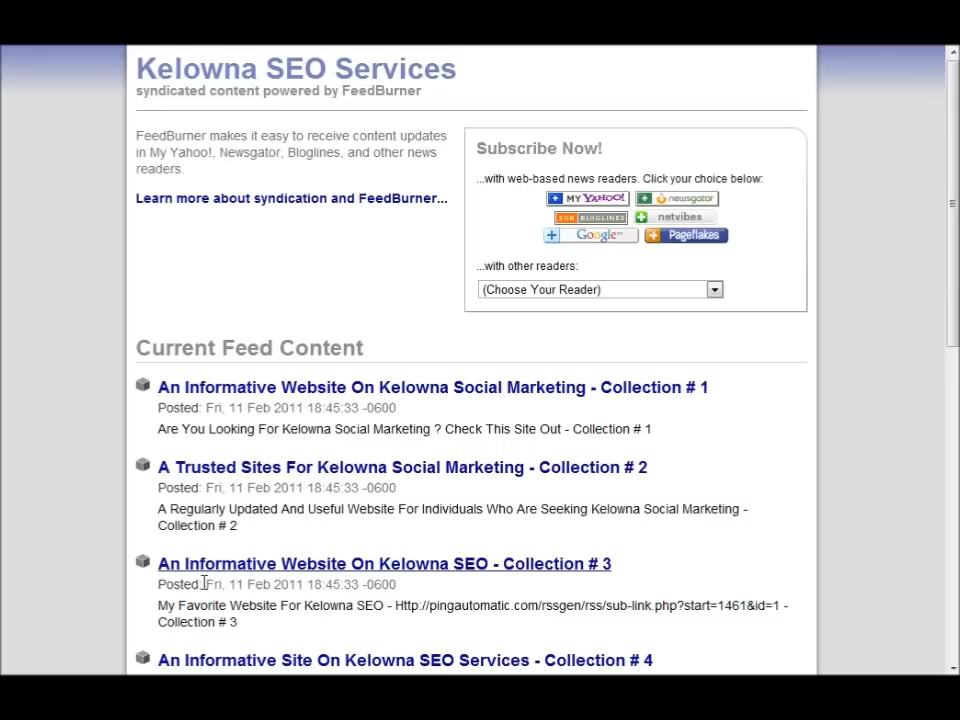 Kelowna SEO Services
syndicated content powered by FeedBurner
FeedBurner makes it easy to receive content updates
in My Yahoo!, Newsgator, Bloglines, and other news
readers.
Learn more about syndication and FeedBurner...
Subscribe Now!
...with web-based news readers. Click your choice below:
MY YAHOO! newsgator
SUB BLOGLINES netvibes
Google™ Pageflakes
...with other readers:
(Choose Your Reader)
Current Feed Content
An Informative Website On Kelowna Social Marketing - Collection # 1
Posted: Fri, 11 Feb 2011 18:45:33 -0600
Are You Looking For Kelowna Social Marketing ? Check This Site Out - Collection # 1
A Trusted Sites For Kelowna Social Marketing - Collection # 2
Posted: Fri, 11 Feb 2011 18:45:33 -0600
A Regularly Updated And Useful Website For Individuals Who Are Seeking Kelowna Social Marketing -
Collection # 2
An Informative Website On Kelowna SEO - Collection # 3
Posted: Fri, 11 Feb 2011 18:45:33 -0600
My Favorite Website For Kelowna SEO - Http://pingautomatic.com/rssgen/rss/sub-link.php?start=1461&id=1 -
Collection # 3
An Informative Site On Kelowna SEO Services - Collection # 4